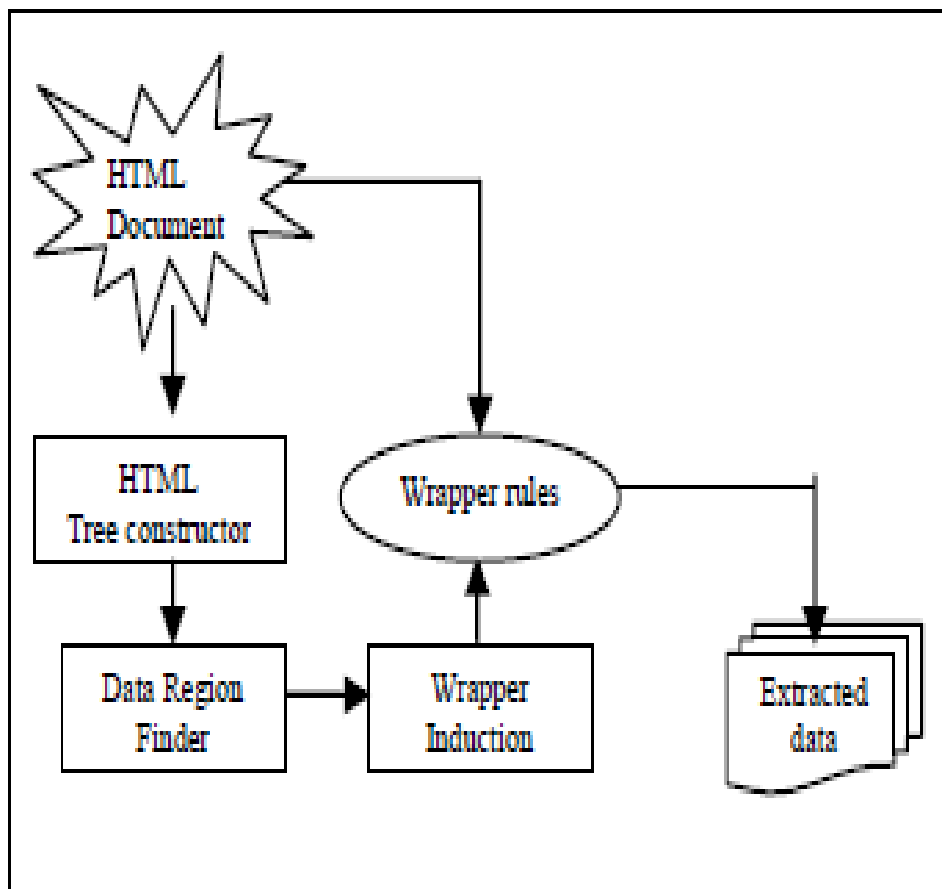 HTML
Document
HTML
Tree constructor
Wrapper rules
Data Region
Finder
Wrapper
Induction
Extracted
data